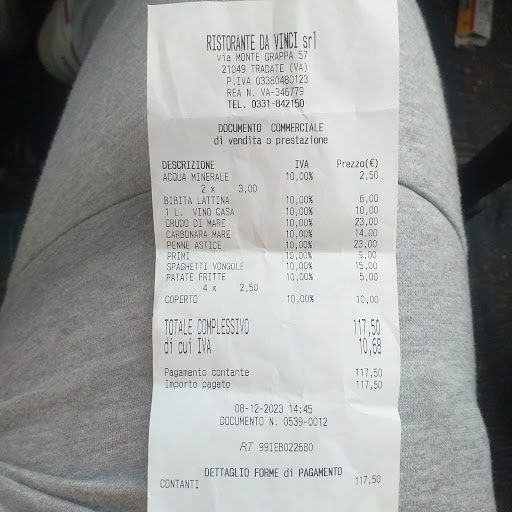 RISTORANTE DA VINCI srl
via MONTE GRAPPA 57
21049 TRADATE (VA)
P.IVA 03380460123
REA N. VA-346779
TEL. 0331-842150
DOCUMENTO COMMERCIALE
di vendita o prestazione
DESCRIZIONE IVA Prezzo(€)
ACQUA MINERALE 10,00% 2,50
2 x 3,00
BIBITA LATTINA 10,00% 6,00
1 L. VINO CASA 10,00% 10,00
CRUDO DI MARE 10,00% 23,00
CARBONARA MARE 10,00% 14,00
PENNE ASTICE 10,00% 23,00
PRIMI 10,00% 9,00
SPAGHETTI VONGOLE 10,00% 15,00
PATATE FRITTE 10,00% 5,00
4 x 2,50
COPERTO 10,00% 10,00
TOTALE COMPLESSIVO 117,50
di cui IVA 10,68
Pagamento contante 117,50
Importo pagato 117,50
08-12-2023 14:45
DOCUMENTO N. 0539-0012
RT 99IEB022680
DETTAGLIO FORME di PAGAMENTO
CONTANTI 117,50